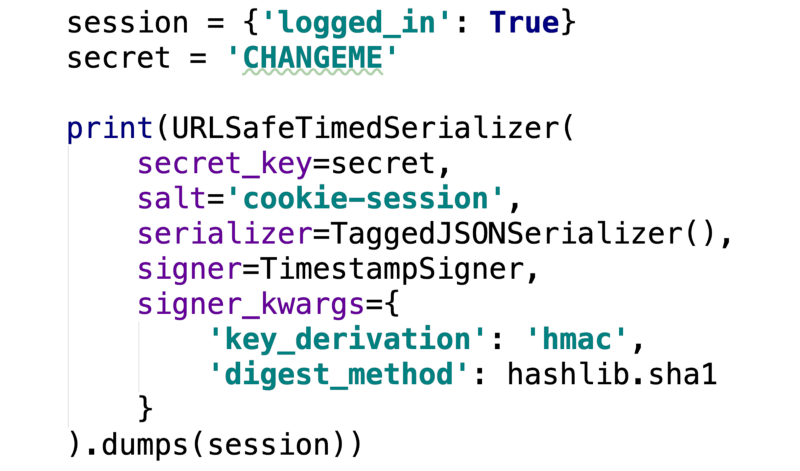 session = {'logged_in': True}
secret = 'CHANGEME'
print(URLSafeTimedSerializer(
secret_key=secret,
salt='cookie-session',
serializer=TaggedJSONSerializer(),
signer=TimestampSigner,
signer_kwargs={
'key_derivation': 'hmac',
'digest_method': hashlib.sha1
}
).dumps(session))